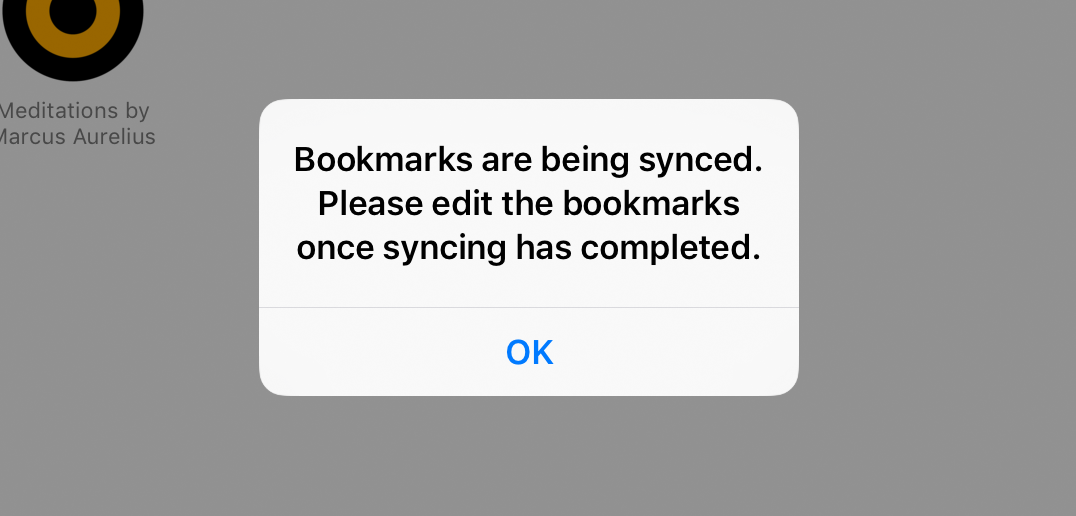 Meditations by
Marcus Aurelius
Bookmarks are being synced.
Please edit the bookmarks
once syncing has completed.
OK